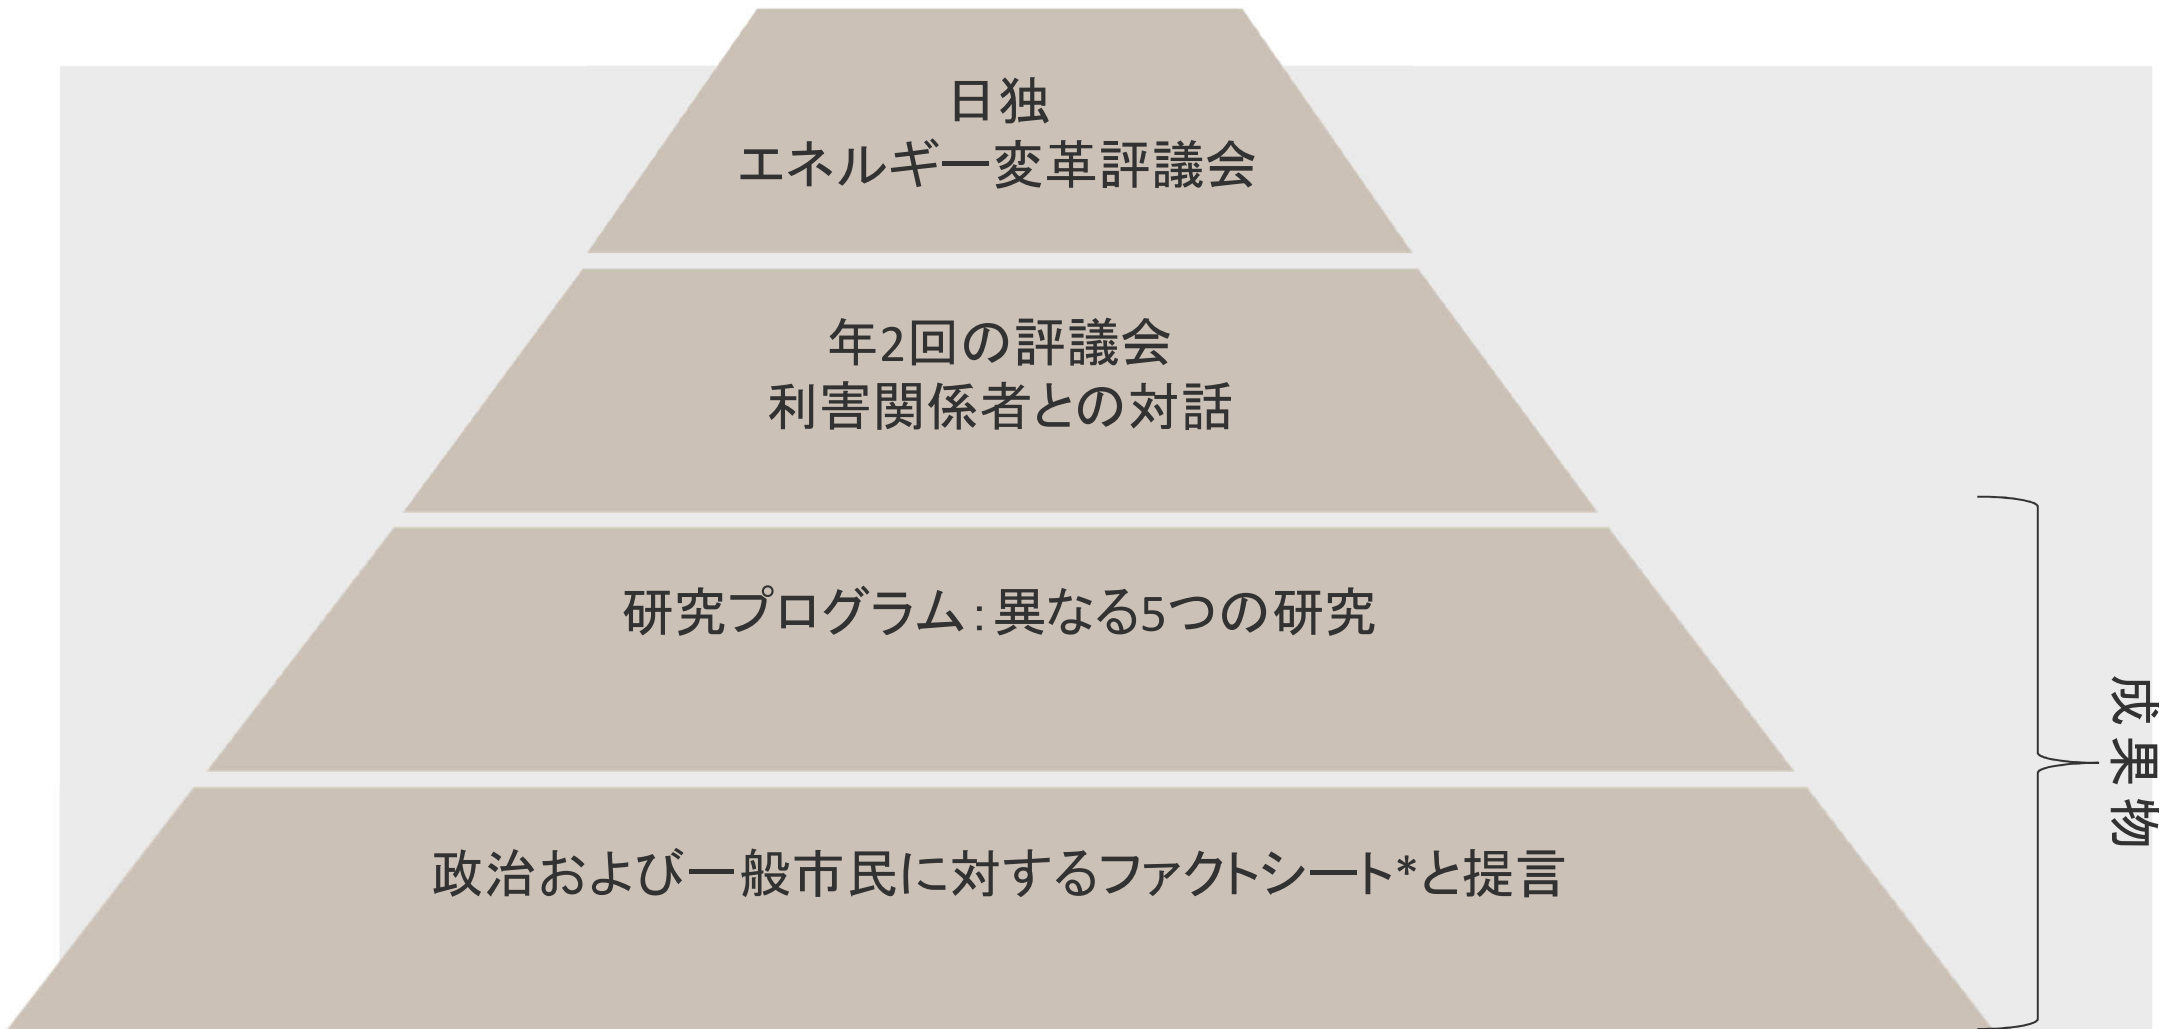 日独
エネルギー変革評議会
年2回の評議会
利害関係者との対話
研究プログラム：異なる5つの研究
政治および一般市民に対するファクトシート*と提言
成果物